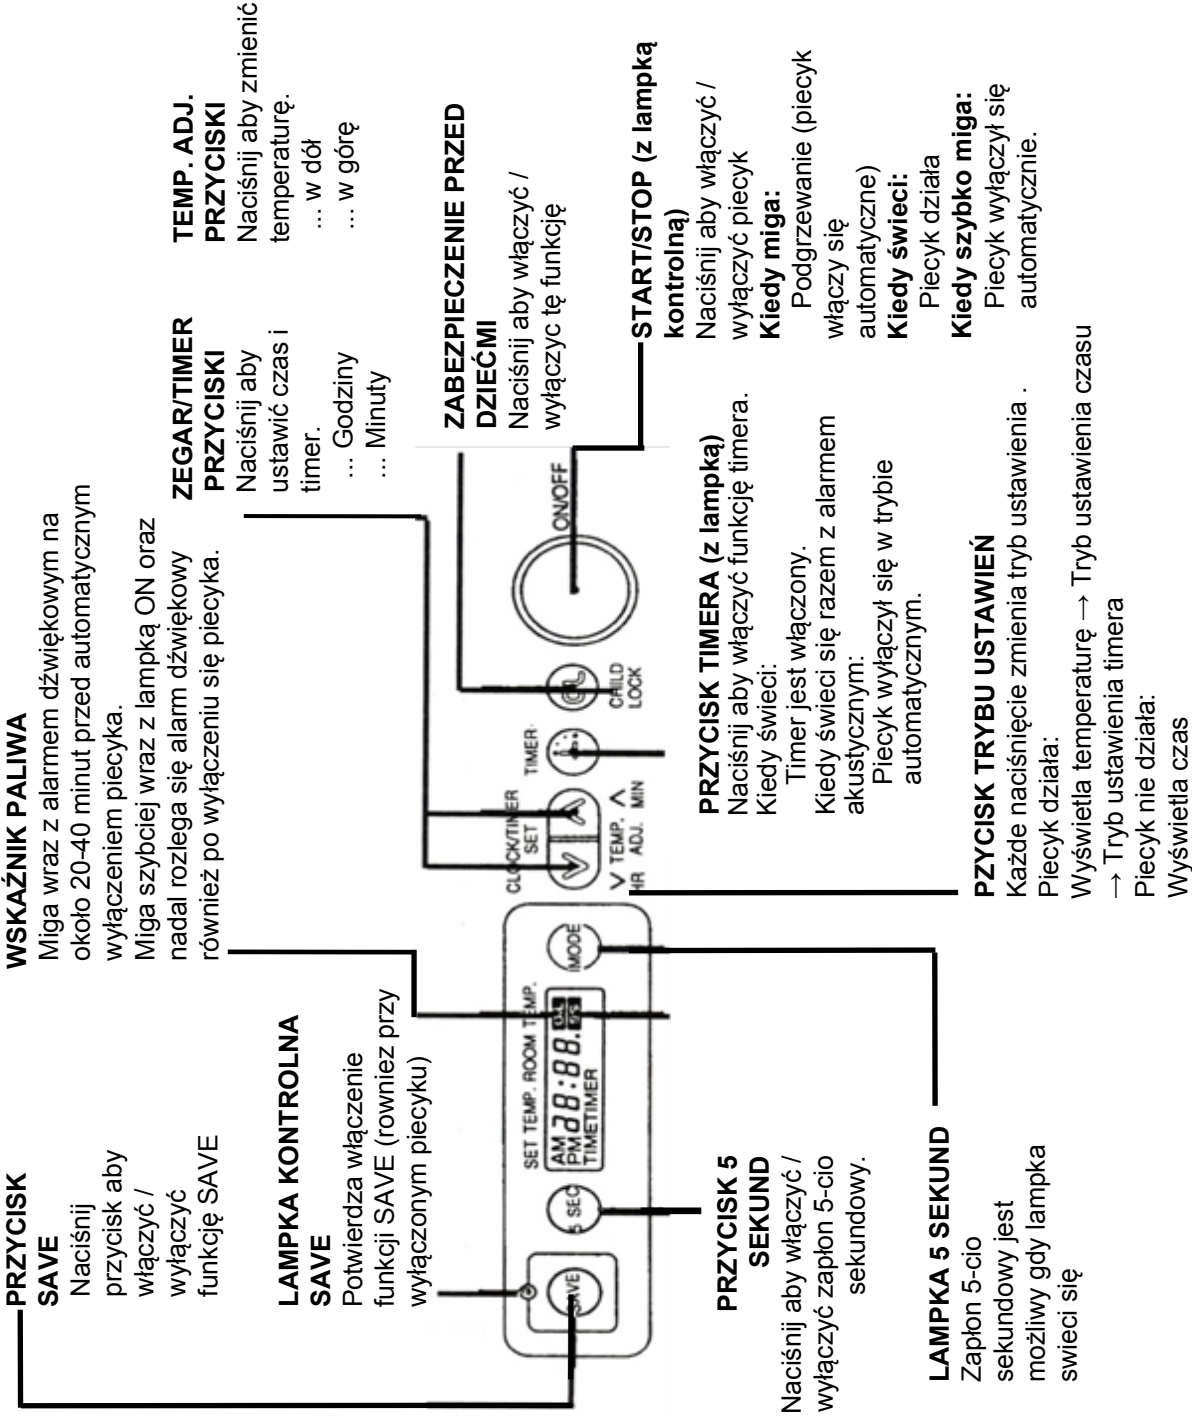 PRZYCISK
SAVE
Naciśnij
przycisk aby
włączyć /
wyłączyć
funkcję SAVE
WSKAŹNIK PALIWA
Miga wraz z alarmem dźwiękowym na
około 20-40 minut przed automatycznym
wyłączeniem piecyka.
Miga szybciej wraz z lampką ON oraz
nadal rozlega się alarm dźwiękowy
również po wyłączeniu się piecyka.
ZEGAR/TIMER
PRZYCISKI
Naciśnij aby
ustawić czas i
timer.
… Godziny
… Minuty
TEMP. ADJ.
PRZYCISKI
Naciśnij aby zmienić
temperaturę.
… w dół
… w górę
LAMPKA KONTROLNA
SAVE
Potwierdza włączenie
funkcji SAVE (rowniez przy
wyłączonym piecyku)
ZABEZPIECZENIE PRZED
DZIEĆMI
Naciśnij aby włączyć /
wyłączyc tę funkcję
SAVE
5 SEC
SET TEMP. ROOM TEMP.
AM
PM
88:88.
TIMETIMER
MODE
CLOCK/TIMER
SET
TIMER
ON/OFF
∨ TEMP. ∧
HR ADJ. MIN
CHILD
LOCK
START/STOP (z lampką
kontrolną)
Naciśnij aby włączyć /
wyłączyć piecyk
Kiedy miga:
Podgrzewanie (piecyk
włączy się
automatyczne)
Kiedy świeci:
Piecyk działa
Kiedy szybko miga:
Piecyk wyłączył się
automatycznie.
PRZYCISK 5
SEKUND
Naciśnij aby włączyć /
wyłączyć zapłon 5-cio
sekundowy.
PRZYCISK TIMERA (z lampką)
Naciśnij aby włączyć funkcję timera.
Kiedy świeci:
Timer jest włączony.
Kiedy świeci się razem z alarmem
akustycznym:
Piecyk wyłączył się w trybie
automatycznym.
LAMPKA 5 SEKUND
Zapłon 5-cio
sekundowy jest
możliwy gdy lampka
swieci się
PZYCISK TRYBU USTAWIEŃ
Każde naciśnięcie zmienia tryb ustawienia .
Piecyk działa:
Wyświetla temperaturę → Tryb ustawienia czasu
→ Tryb ustawienia timera
Piecyk nie działa:
Wyświetla czas